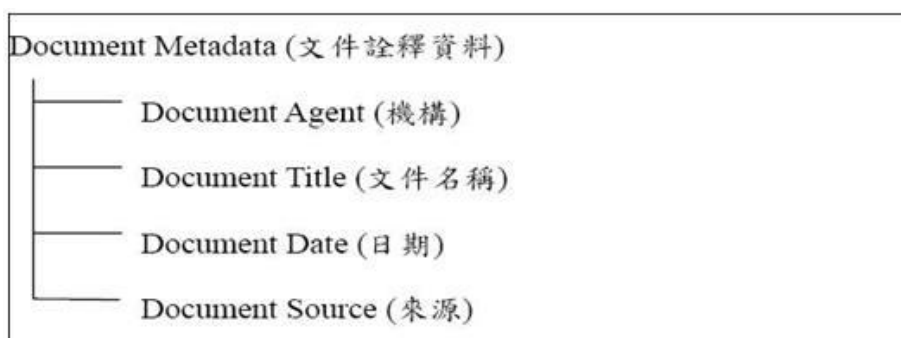 Document Metadata (文件詮釋資料)
Document Agent (機構)
Document Title (文件名稱)
Document Date (日期)
Document Source (來源)